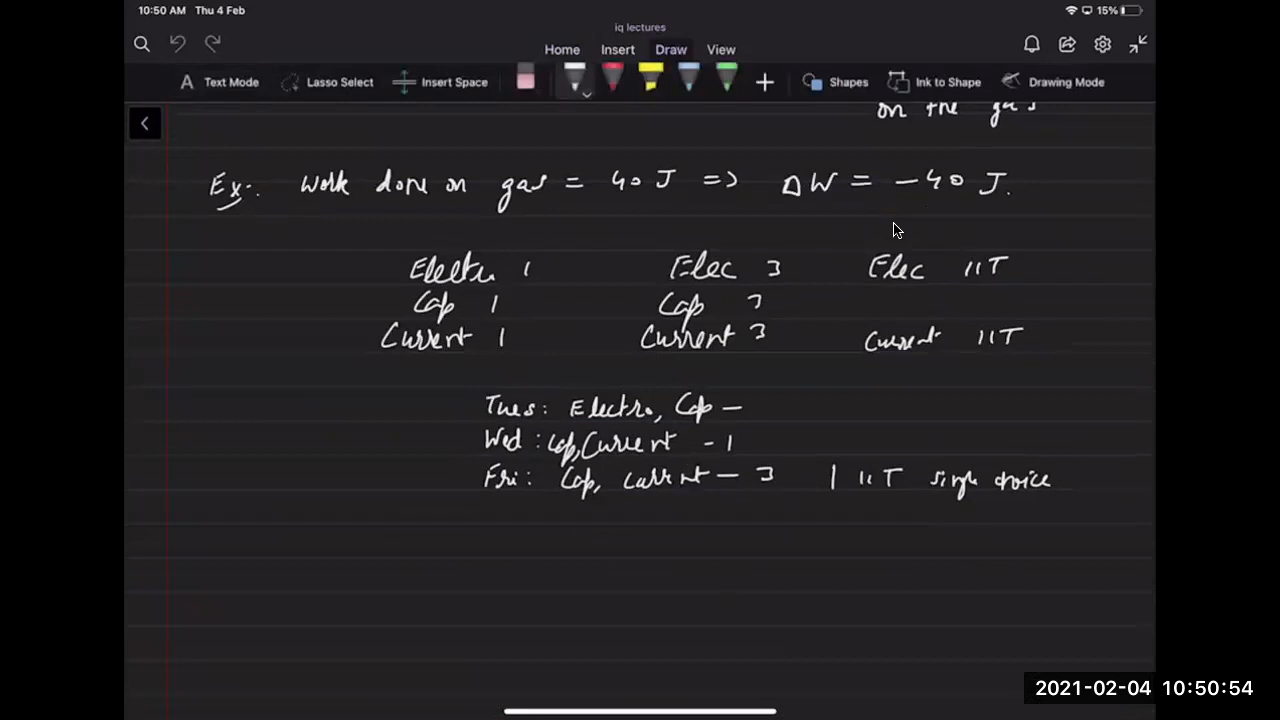 10:50 AM Thu 4 Feb 15%
iq lectures
Home Insert Draw View
Text Mode Lasso Select Insert Space Shapes Ink to Shape Drawing Mode
on the gas
Ex:. Work done on gas = 40 J => ΔW = -40 J.
Electro 1 Elec 3 Elec IIT
Cap 1 Cap 3
Current 1 Current 3 Current IIT
Tues: Electro, Cap -
Wed: Cap, Current - 1
Fri: Cap, current - 3 | IIT single choice
2021-02-04 10:50:54